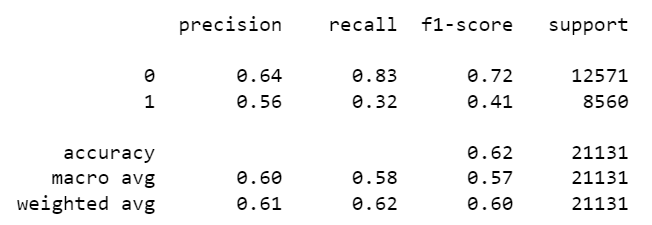 precision recall f1-score support
0 0.64 0.83 0.72 12571
1 0.56 0.32 0.41 8560
accuracy 0.62 21131
macro avg 0.60 0.58 0.57 21131
weighted avg 0.61 0.62 0.60 21131